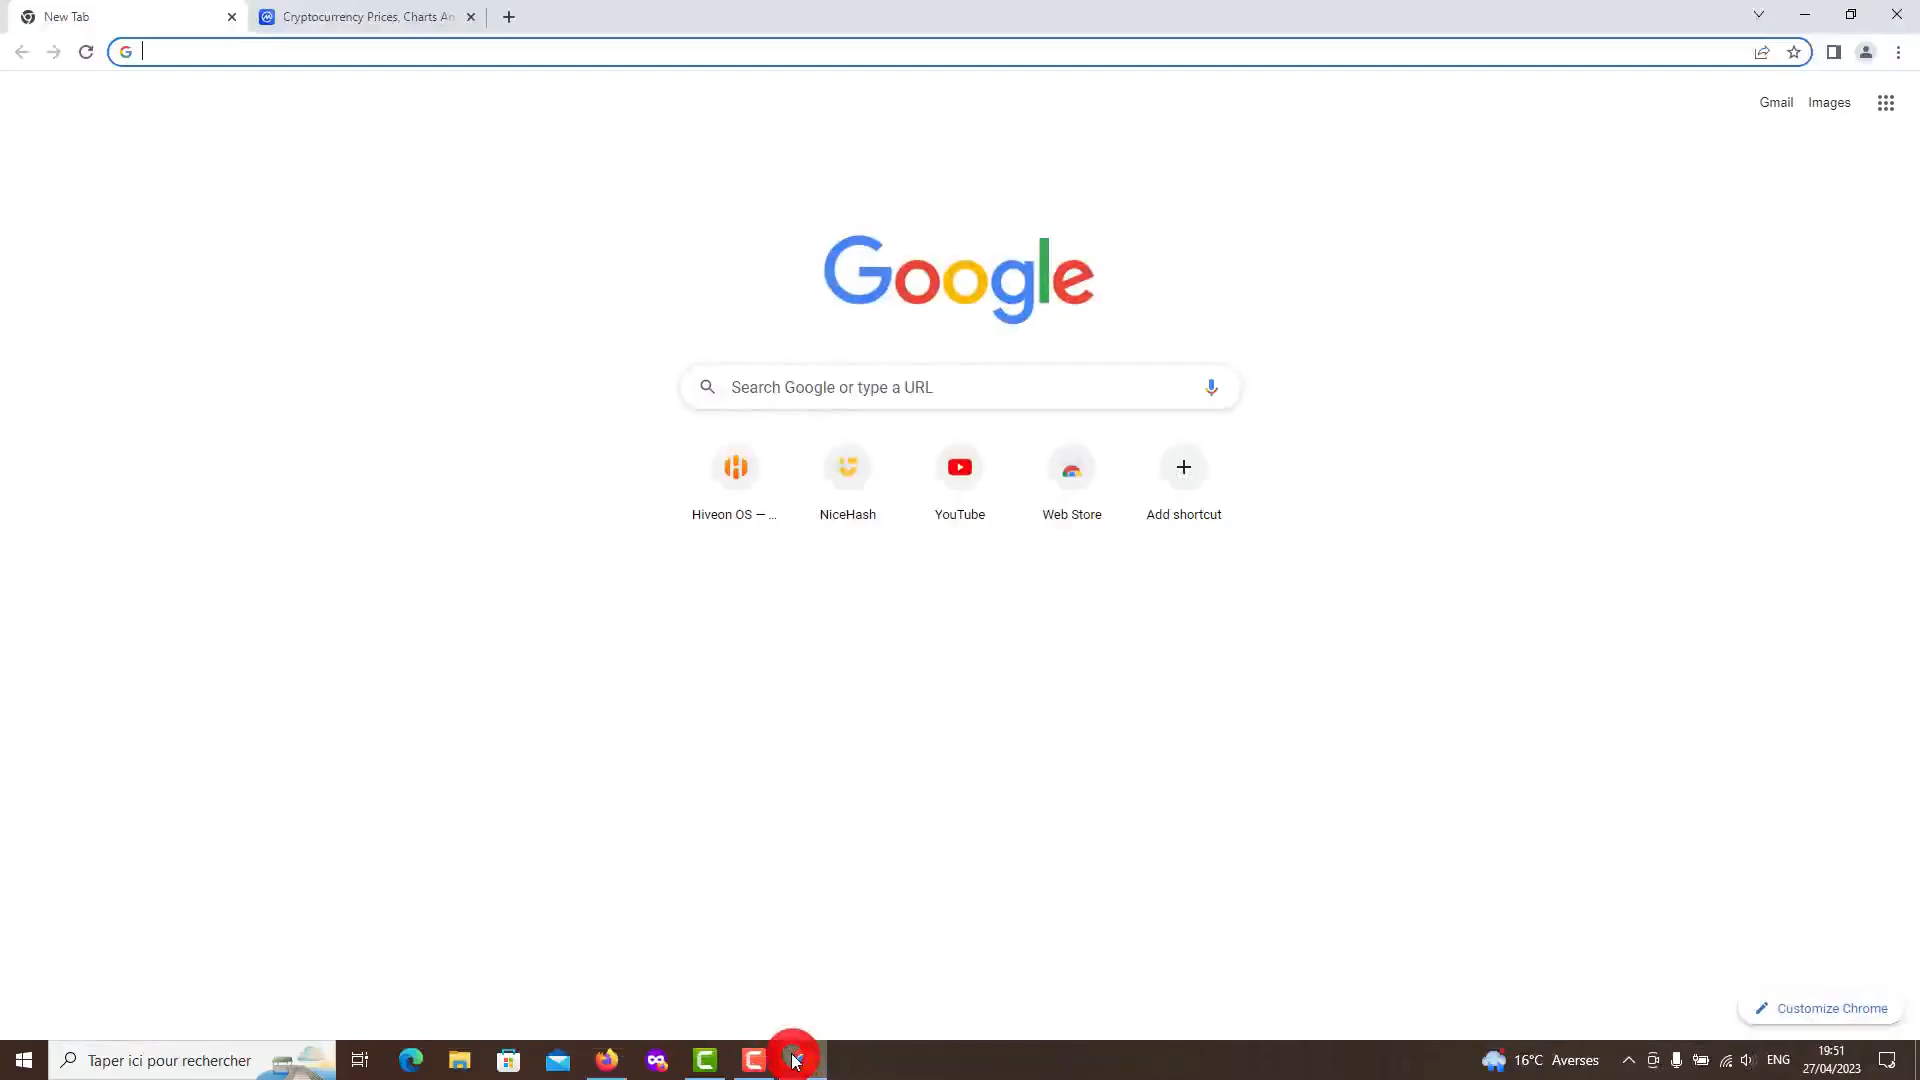 New Tab
Cryptocurrency Prices, Charts An
Gmail Images
Google
Search Google or type a URL
Hiveon OS — ...
NiceHash
YouTube
Web Store
Add shortcut
Customize Chrome
Taper ici pour rechercher
16°C Averses
ENG
19:51
27/04/2023